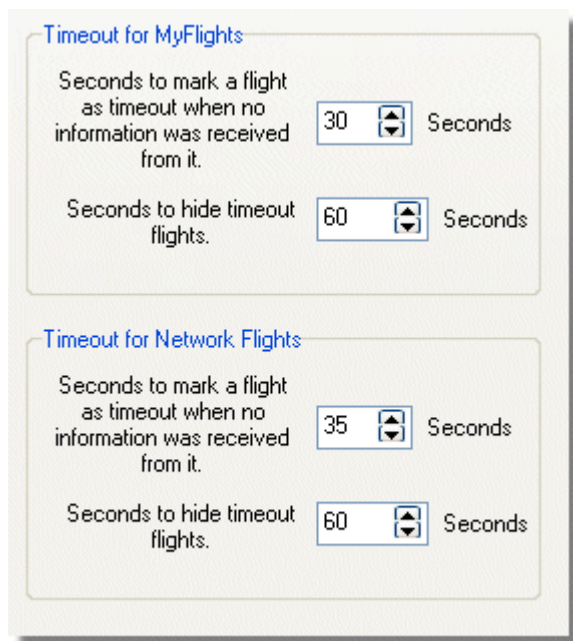 Timeout for MyFlights
Seconds to mark a flight
as timeout when no
information was received
from it.
30 Seconds
Seconds to hide timeout
flights.
60 Seconds
Timeout for Network Flights
Seconds to mark a flight
as timeout when no
information was received
from it.
35 Seconds
Seconds to hide timeout
flights.
60 Seconds